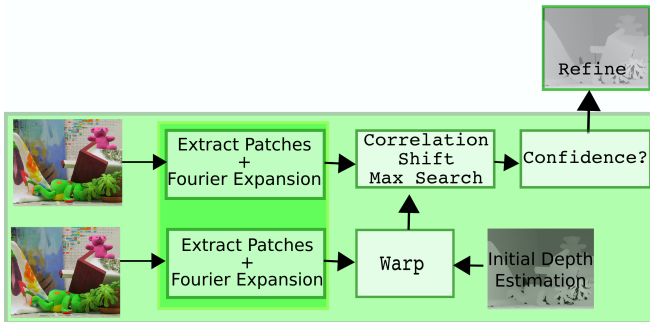 Refine
Extract Patches
+
Fourier Expansion
Correlation
Shift
Max Search
Confidence?
Extract Patches
+
Fourier Expansion
Warp
Initial Depth
Estimation